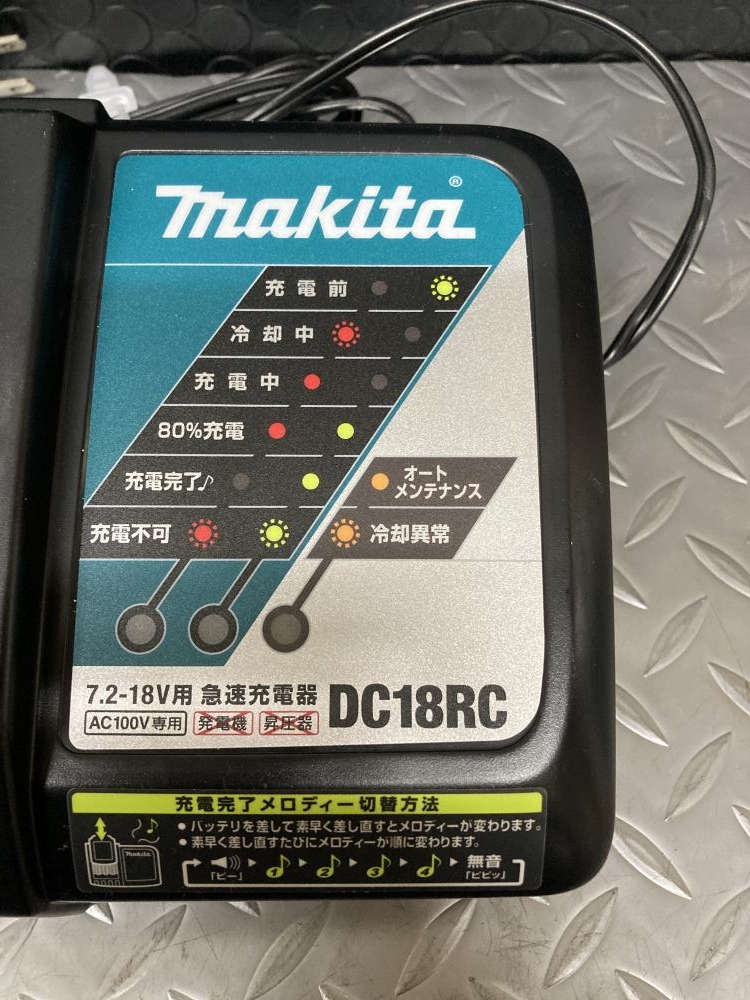 makita®
充電前
冷却中
充電中
80%充電
充電完了♪
オート
メンテナンス
充電不可
冷却異常
7.2-18V用 急速充電器 DC18RC
AC100V専用 発電機 昇圧器
充電完了メロディー切替方法
●バッテリを差して素早く差し直すとメロディーが変わります。
●素早く差し直すたびにメロディーが順に変わります。
makita
1 2 3 4 無音
「ピー」 「ピピッ」